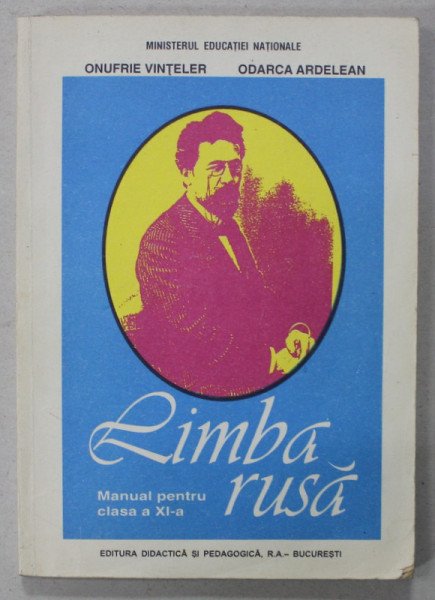 MINISTERUL EDUCAȚIEI NAȚIONALE
ONUFRIE VINȚELER ODARCA ARDELEAN
Limba
rusă
Manual pentru
clasa a XI-a
EDITURA DIDACTICĂ ȘI PEDAGOGICĂ, R.A.– BUCUREȘTI